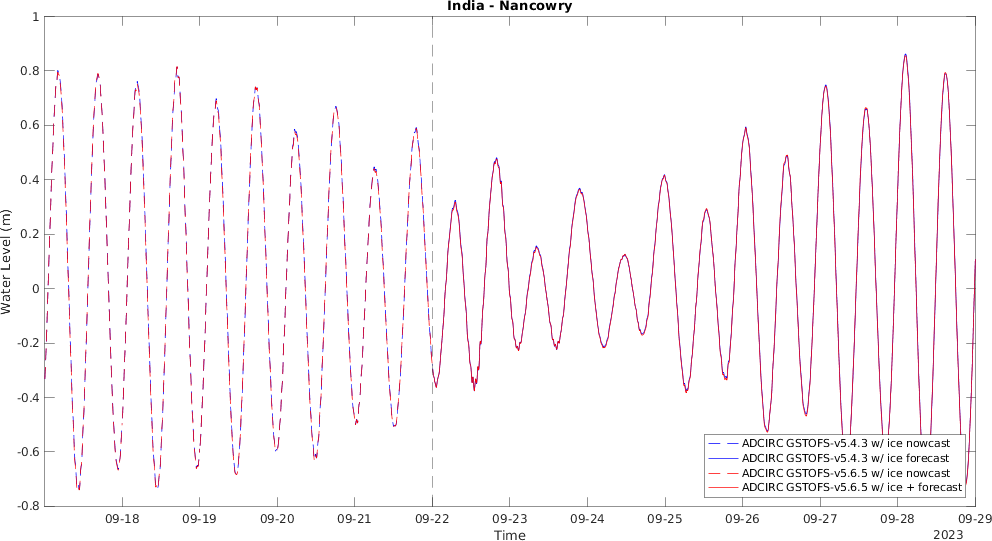 India - Nancowry
1
0.8
0.6
0.4
0.2
0
-0.2
-0.4
-0.6
-0.8
Water Level (m)
ADCIRC GSTOFS-v5.4.3 w/ ice nowcast
ADCIRC GSTOFS-v5.4.3 w/ ice forecast
ADCIRC GSTOFS-v5.6.5 w/ ice nowcast
ADCIRC GSTOFS-v5.6.5 w/ ice + forecast
09-18 09-19 09-20 09-21 09-22 09-23 09-24 09-25 09-26 09-27 09-28 09-29
Time
2023